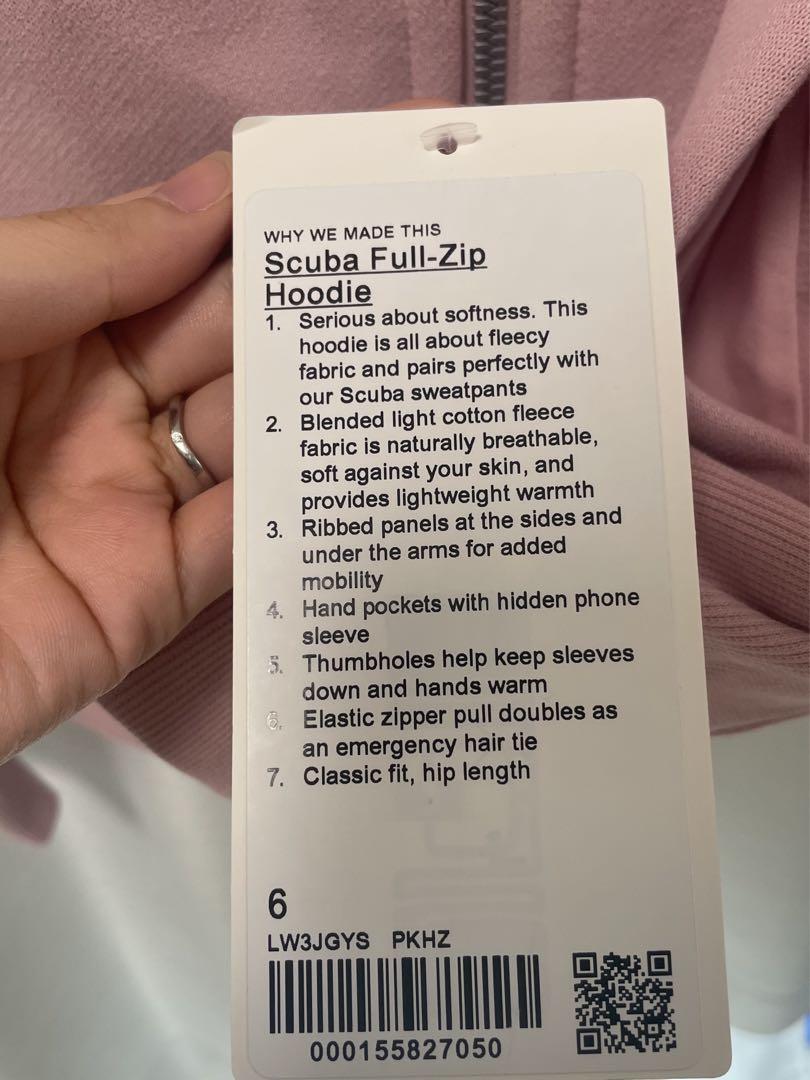 WHY WE MADE THIS
Scuba Full-Zip
Hoodie
1. Serious about softness. This
hoodie is all about fleecy
fabric and pairs perfectly with
our Scuba sweatpants
2. Blended light cotton fleece
fabric is naturally breathable,
soft against your skin, and
provides lightweight warmth
3. Ribbed panels at the sides and
under the arms for added
mobility
4. Hand pockets with hidden phone
sleeve
5. Thumbholes help keep sleeves
down and hands warm
6. Elastic zipper pull doubles as
an emergency hair tie
7. Classic fit, hip length
6
LW3JGYS PKHZ
000155827050